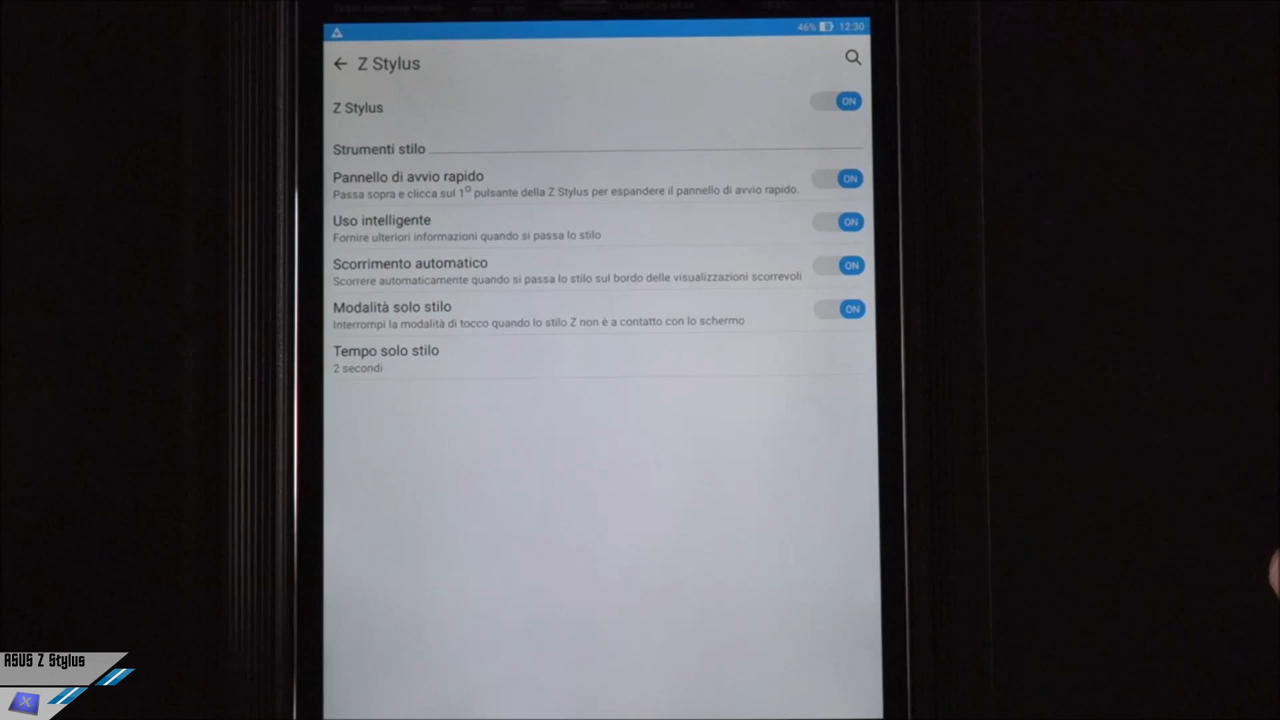 46% 12:30
Z Stylus
Z Stylus ON
Strumenti stilo
Pannello di avvio rapido ON
Passa sopra e clicca sul 1º pulsante della Z Stylus per espandere il pannello di avvio rapido.
Uso intelligente ON
Fornire ulteriori informazioni quando si passa lo stilo
Scorrimento automatico ON
Scorrere automaticamente quando si passa lo stilo sul bordo delle visualizzazioni scorrevoli
Modalità solo stilo ON
Interrompi la modalità di tocco quando lo stilo Z non è a contatto con lo schermo
Tempo solo stilo
2 secondi
ASUS Z Stylus
X